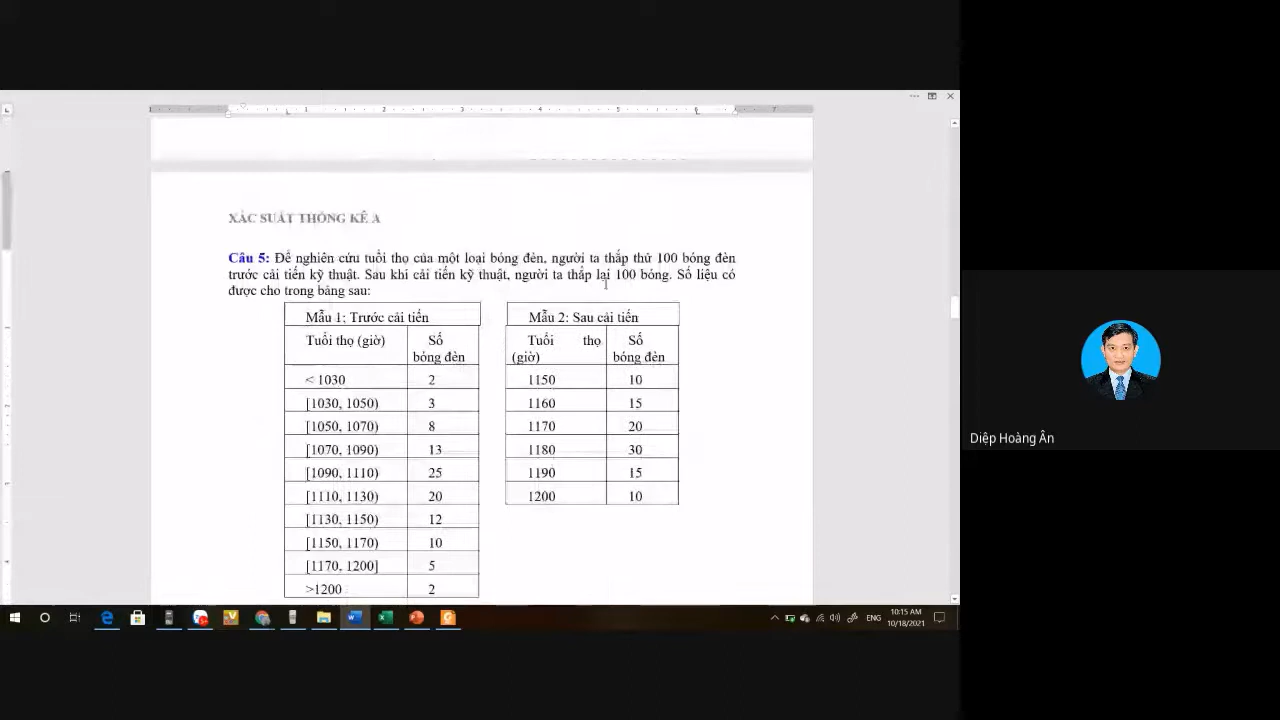 XÁC SUẤT THỐNG KÊ A
Câu 5: Để nghiên cứu tuổi thọ của một loại bóng đèn, người ta thắp thử 100 bóng đèn
trước cải tiến kỹ thuật. Sau khi cải tiến kỹ thuật, người ta thắp lại 100 bóng. Số liệu có
được cho trong bảng sau:
Mẫu 1: Trước cải tiến
Tuổi thọ (giờ) Số bóng đèn
< 1030 2
[1030, 1050) 3
[1050, 1070) 8
[1070, 1090) 13
[1090, 1110) 25
[1110, 1130) 20
[1130, 1150) 12
[1150, 1170) 10
[1170, 1200] 5
>1200 2
Mẫu 2: Sau cải tiến
Tuổi thọ (giờ) Số bóng đèn
1150 10
1160 15
1170 20
1180 30
1190 15
1200 10
Diệp Hoàng Ân
ENG
10:15 AM
10/18/2021